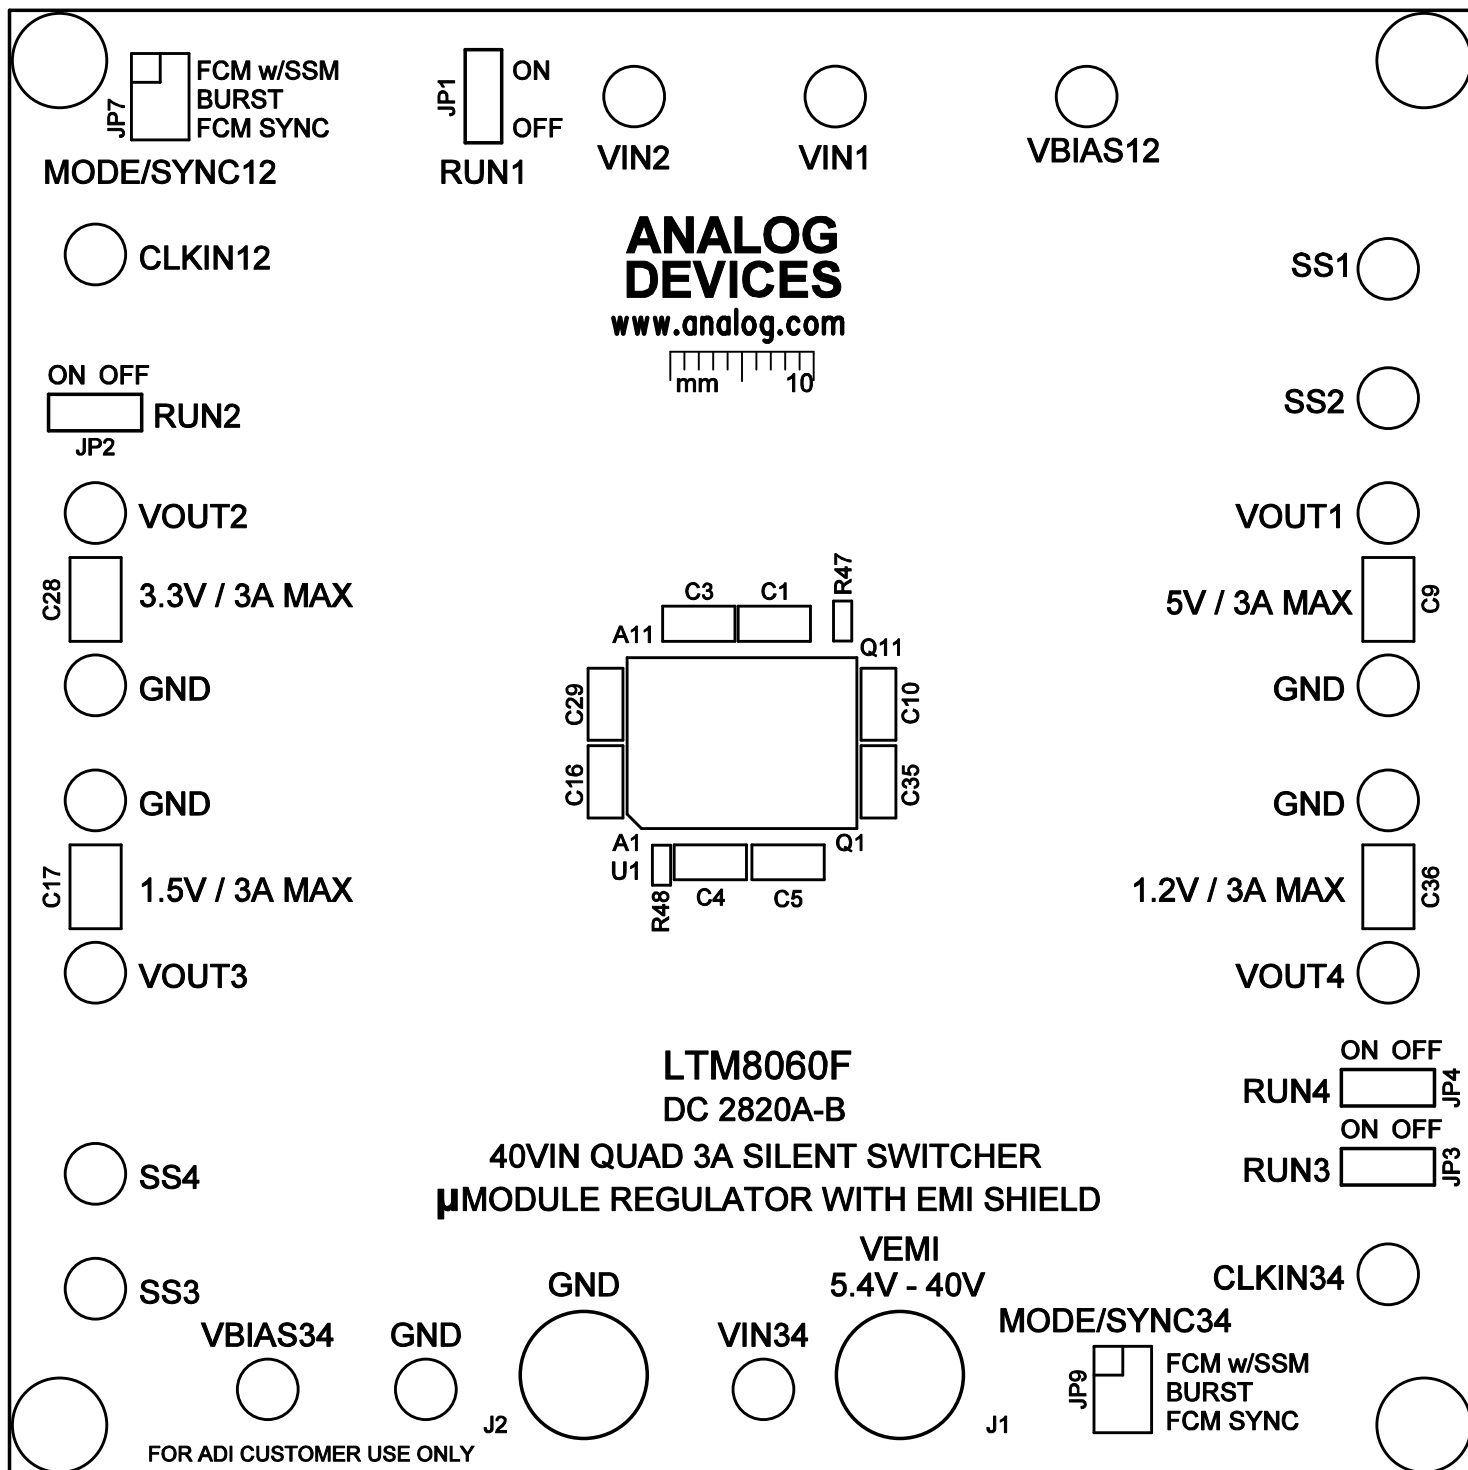 FCM w/SSM
BURST
FCM SYNC
JP7
MODE/SYNC12
JP1
ON
OFF
RUN1
VIN2
VIN1
VBIAS12
CLKIN12
ANALOG
DEVICES
www.analog.com
mm 10
SS1
SS2
ON OFF
RUN2
JP2
VOUT2
C28
3.3V / 3A MAX
GND
GND
C17
1.5V / 3A MAX
VOUT3
VOUT1
5V / 3A MAX
C9
GND
GND
1.2V / 3A MAX
C36
VOUT4
C3
C1
R47
A11
Q11
C29
C10
C16
C35
A1
Q1
U1
R48
C4
C5
LTM8060F
DC 2820A-B
40VIN QUAD 3A SILENT SWITCHER
µMODULE REGULATOR WITH EMI SHIELD
ON OFF
RUN4
JP4
ON OFF
RUN3
JP3
SS4
SS3
VBIAS34
GND
GND
J2
VIN34
VEMI
5.4V - 40V
J1
CLKIN34
MODE/SYNC34
JP9
FCM w/SSM
BURST
FCM SYNC
FOR ADI CUSTOMER USE ONLY